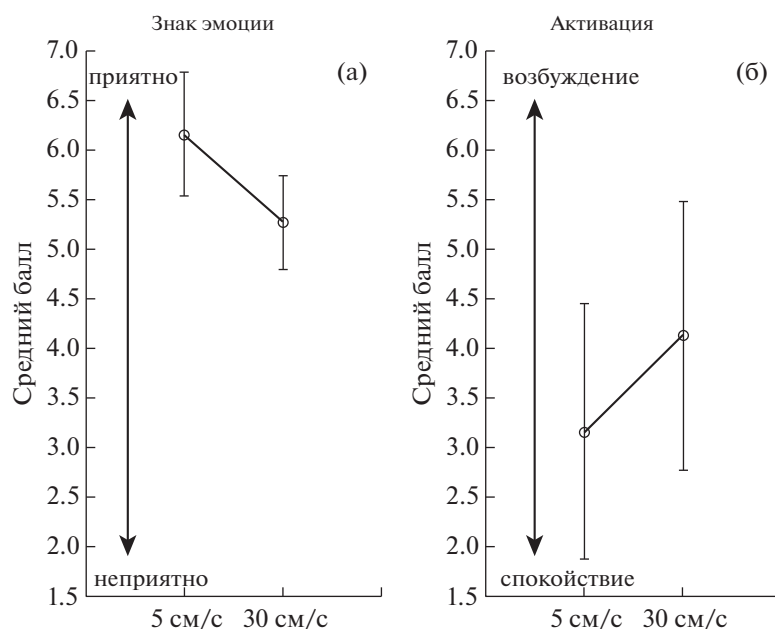 Знак эмоции
Средний балл
7.0
6.5
6.0
5.5
5.0
4.5
4.0
3.5
3.0
2.5
2.0
1.5
приятно
(а)
неприятно
5 см/с
30 см/с
Активация
Средний балл
7.0
6.5
6.0
5.5
5.0
4.5
4.0
3.5
3.0
2.5
2.0
1.5
возбуждение
(б)
спокойствие
5 см/с
30 см/с